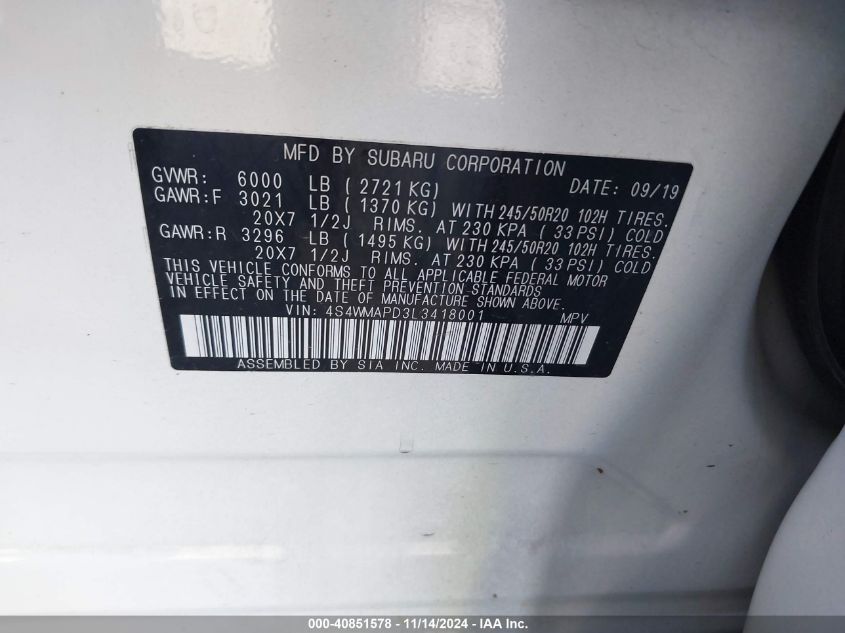 MFD BY SUBARU CORPORATION
GVWR: 6000 LB ( 2721 KG) DATE: 09/19
GAWR:F 3021 LB ( 1370 KG) WITH 245/50R20 102H TIRES.
20X7 1/2J RIMS. AT 230 KPA ( 33 PSI) COLD
GAWR:R 3296 LB ( 1495 KG) WITH 245/50R20 102H TIRES.
20X7 1/2J RIMS. AT 230 KPA ( 33 PSI) COLD
THIS VEHICLE CONFORMS TO ALL APPLICABLE FEDERAL MOTOR
VEHICLE SAFETY AND THEFT PREVENTION STANDARDS
IN EFFECT ON THE DATE OF MANUFACTURE SHOWN ABOVE.
VIN: 4S4WMAPD3L3418001 MPV
ASSEMBLED BY SIA INC. MADE IN U.S.A.
000-40851578 - 11/14/2024 - IAA Inc.